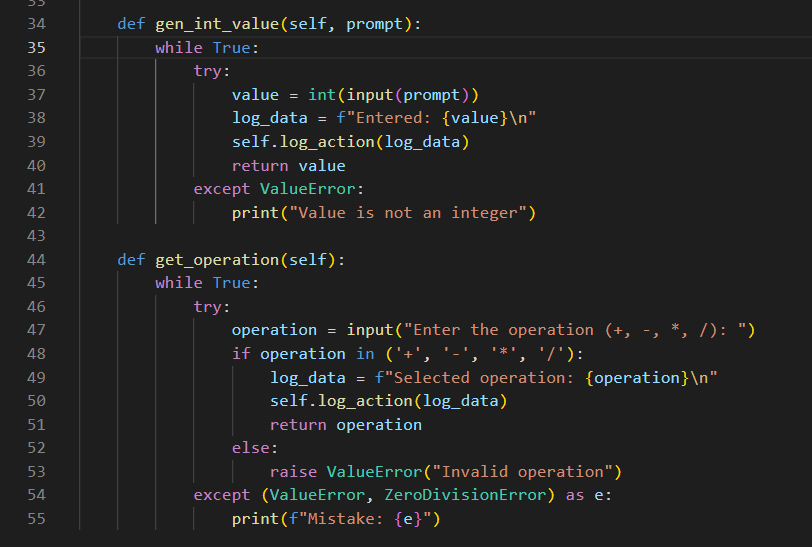 33
34 def gen_int_value(self, prompt):
35 while True:
36 try:
37 value = int(input(prompt))
38 log_data = f"Entered: {value}\n"
39 self.log_action(log_data)
40 return value
41 except ValueError:
42 print("Value is not an integer")
43
44 def get_operation(self):
45 while True:
46 try:
47 operation = input("Enter the operation (+, -, *, /): ")
48 if operation in ('+', '-', '*', '/'):
49 log_data = f"Selected operation: {operation}\n"
50 self.log_action(log_data)
51 return operation
52 else:
53 raise ValueError("Invalid operation")
54 except (ValueError, ZeroDivisionError) as e:
55 print(f"Mistake: {e}")